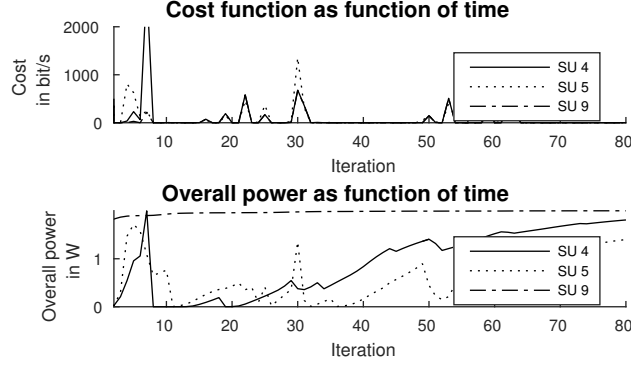 Cost function as function of time
Cost
in bit/s
2000
1000
0
SU 4
SU 5
SU 9
10 20 30 40 50 60 70 80
Iteration
Overall power as function of time
Overall power
in W
1
0
SU 4
SU 5
SU 9
10 20 30 40 50 60 70 80
Iteration